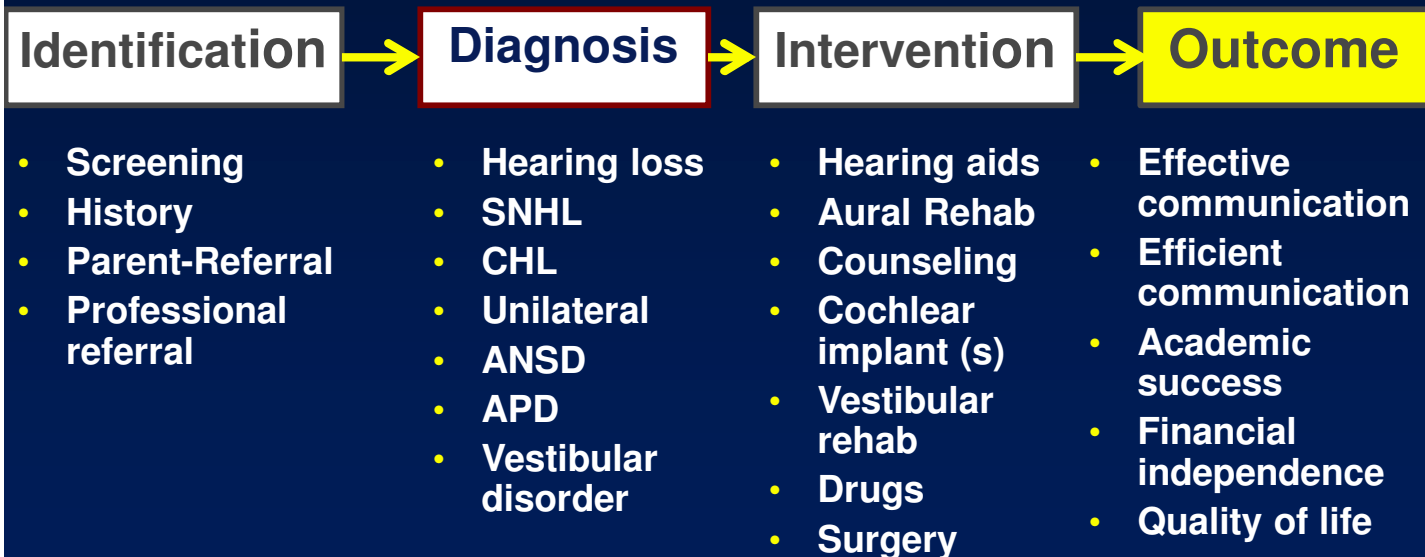 Identification
Diagnosis
Intervention
Outcome
• Screening
• History
• Parent-Referral
• Professional
referral
• Hearing loss
• SNHL
• CHL
• Unilateral
• ANSD
• APD
• Vestibular
disorder
• Hearing aids
• Aural Rehab
• Counseling
• Cochlear
implant (s)
• Vestibular
rehab
• Drugs
• Surgery
• Effective
communication
• Efficient
communication
• Academic
success
• Financial
independence
• Quality of life